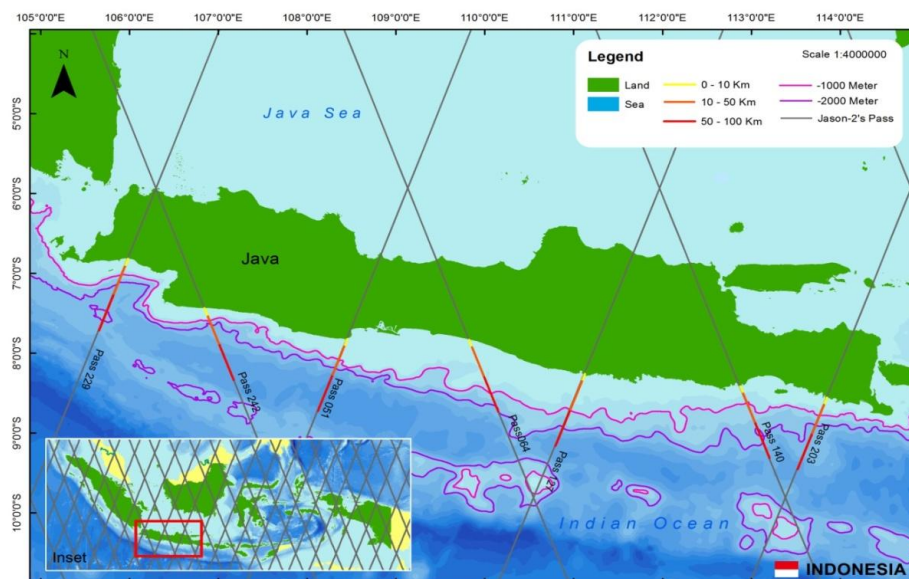 105°0'0"E 106°0'0"E 107°0'0"E 108°0'0"E 109°0'0"E 110°0'0"E 111°0'0"E 112°0'0"E 113°0'0"E 114°0'0"E
N
Java Sea
Legend
Scale 1:4000000
Land
Sea
0 - 10 Km
10 - 50 Km
50 - 100 Km
-1000 Meter
-2000 Meter
Jason-2's Pass
5°0'0"S
6°0'0"S
7°0'0"S
8°0'0"S
9°0'0"S
10°0'0"S
Java
Pass 229
Pass 242
Pass 051
Pass 064
Pass 127
Pass 140
Pass 203
Indian Ocean
Inset
INDONESIA